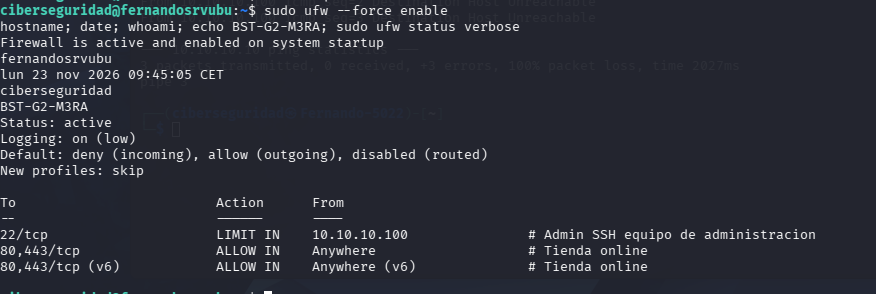 ciberseguridad@fernandosrvubu:~$ sudo ufw --force enable
hostname; date; whoami; echo BST-G2-M3RA; sudo ufw status verbose
Firewall is active and enabled on system startup
fernandosrvubu
lun 23 nov 2026 09:45:05 CET
ciberseguridad
BST-G2-M3RA
Status: active
Logging: on (low)
Default: deny (incoming), allow (outgoing), disabled (routed)
New profiles: skip
To Action From
-- ------ ----
22/tcp LIMIT IN 10.10.10.100 # Admin SSH equipo de administracion
80,443/tcp ALLOW IN Anywhere # Tienda online
80,443/tcp (v6) ALLOW IN Anywhere (v6) # Tienda online